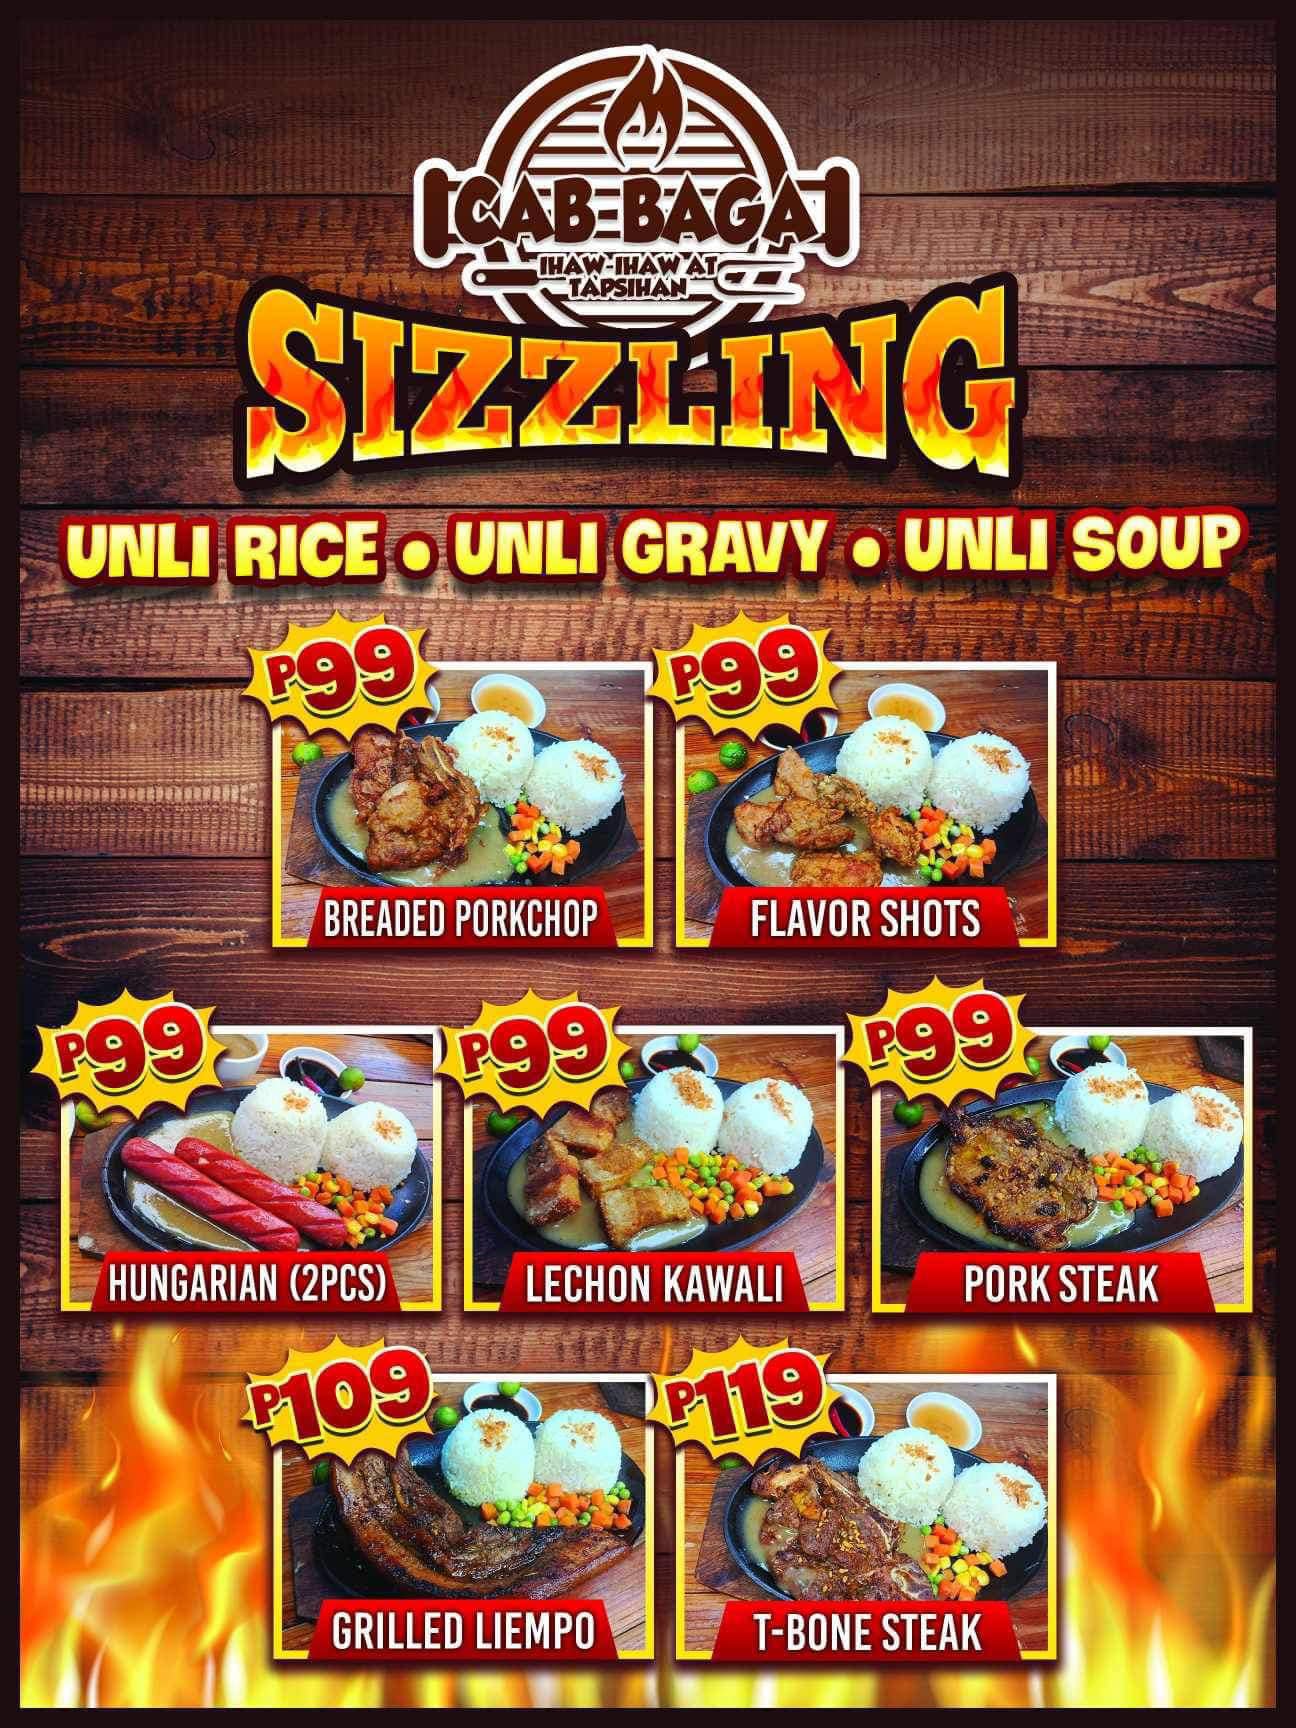 CAB-BAGA
IHAW-IHAW AT
TAPSIHAN
SIZZLING
UNLI RICE • UNLI GRAVY • UNLI SOUP
P99
P99
BREADED PORKCHOP
FLAVOR SHOTS
P99
P99
P99
HUNGARIAN (2PCS)
LECHON KAWALI
PORK STEAK
P109
P119
GRILLED LIEMPO
T-BONE STEAK